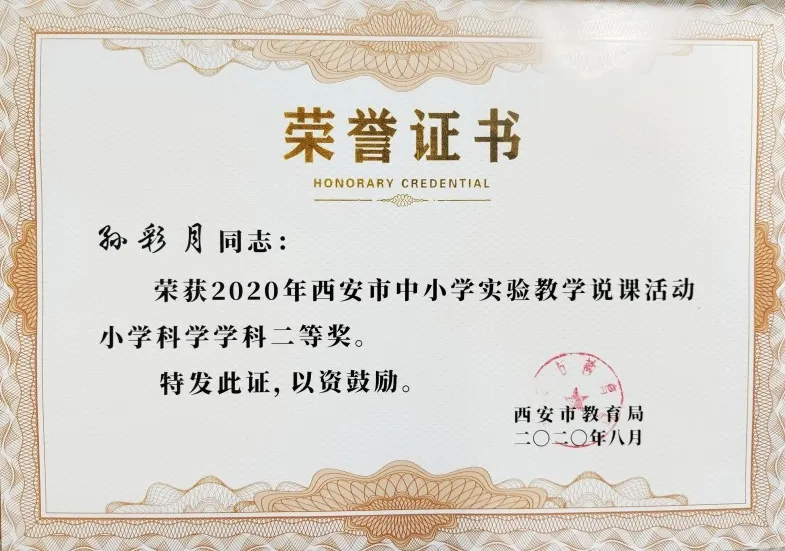 荣誉证书
HONORARY CREDENTIAL
孙彩月同志：
荣获2020年西安市中小学实验教学说课活动
小学科学学科二等奖。
特发此证，以资鼓励。
西安市教育局
二〇二〇年八月